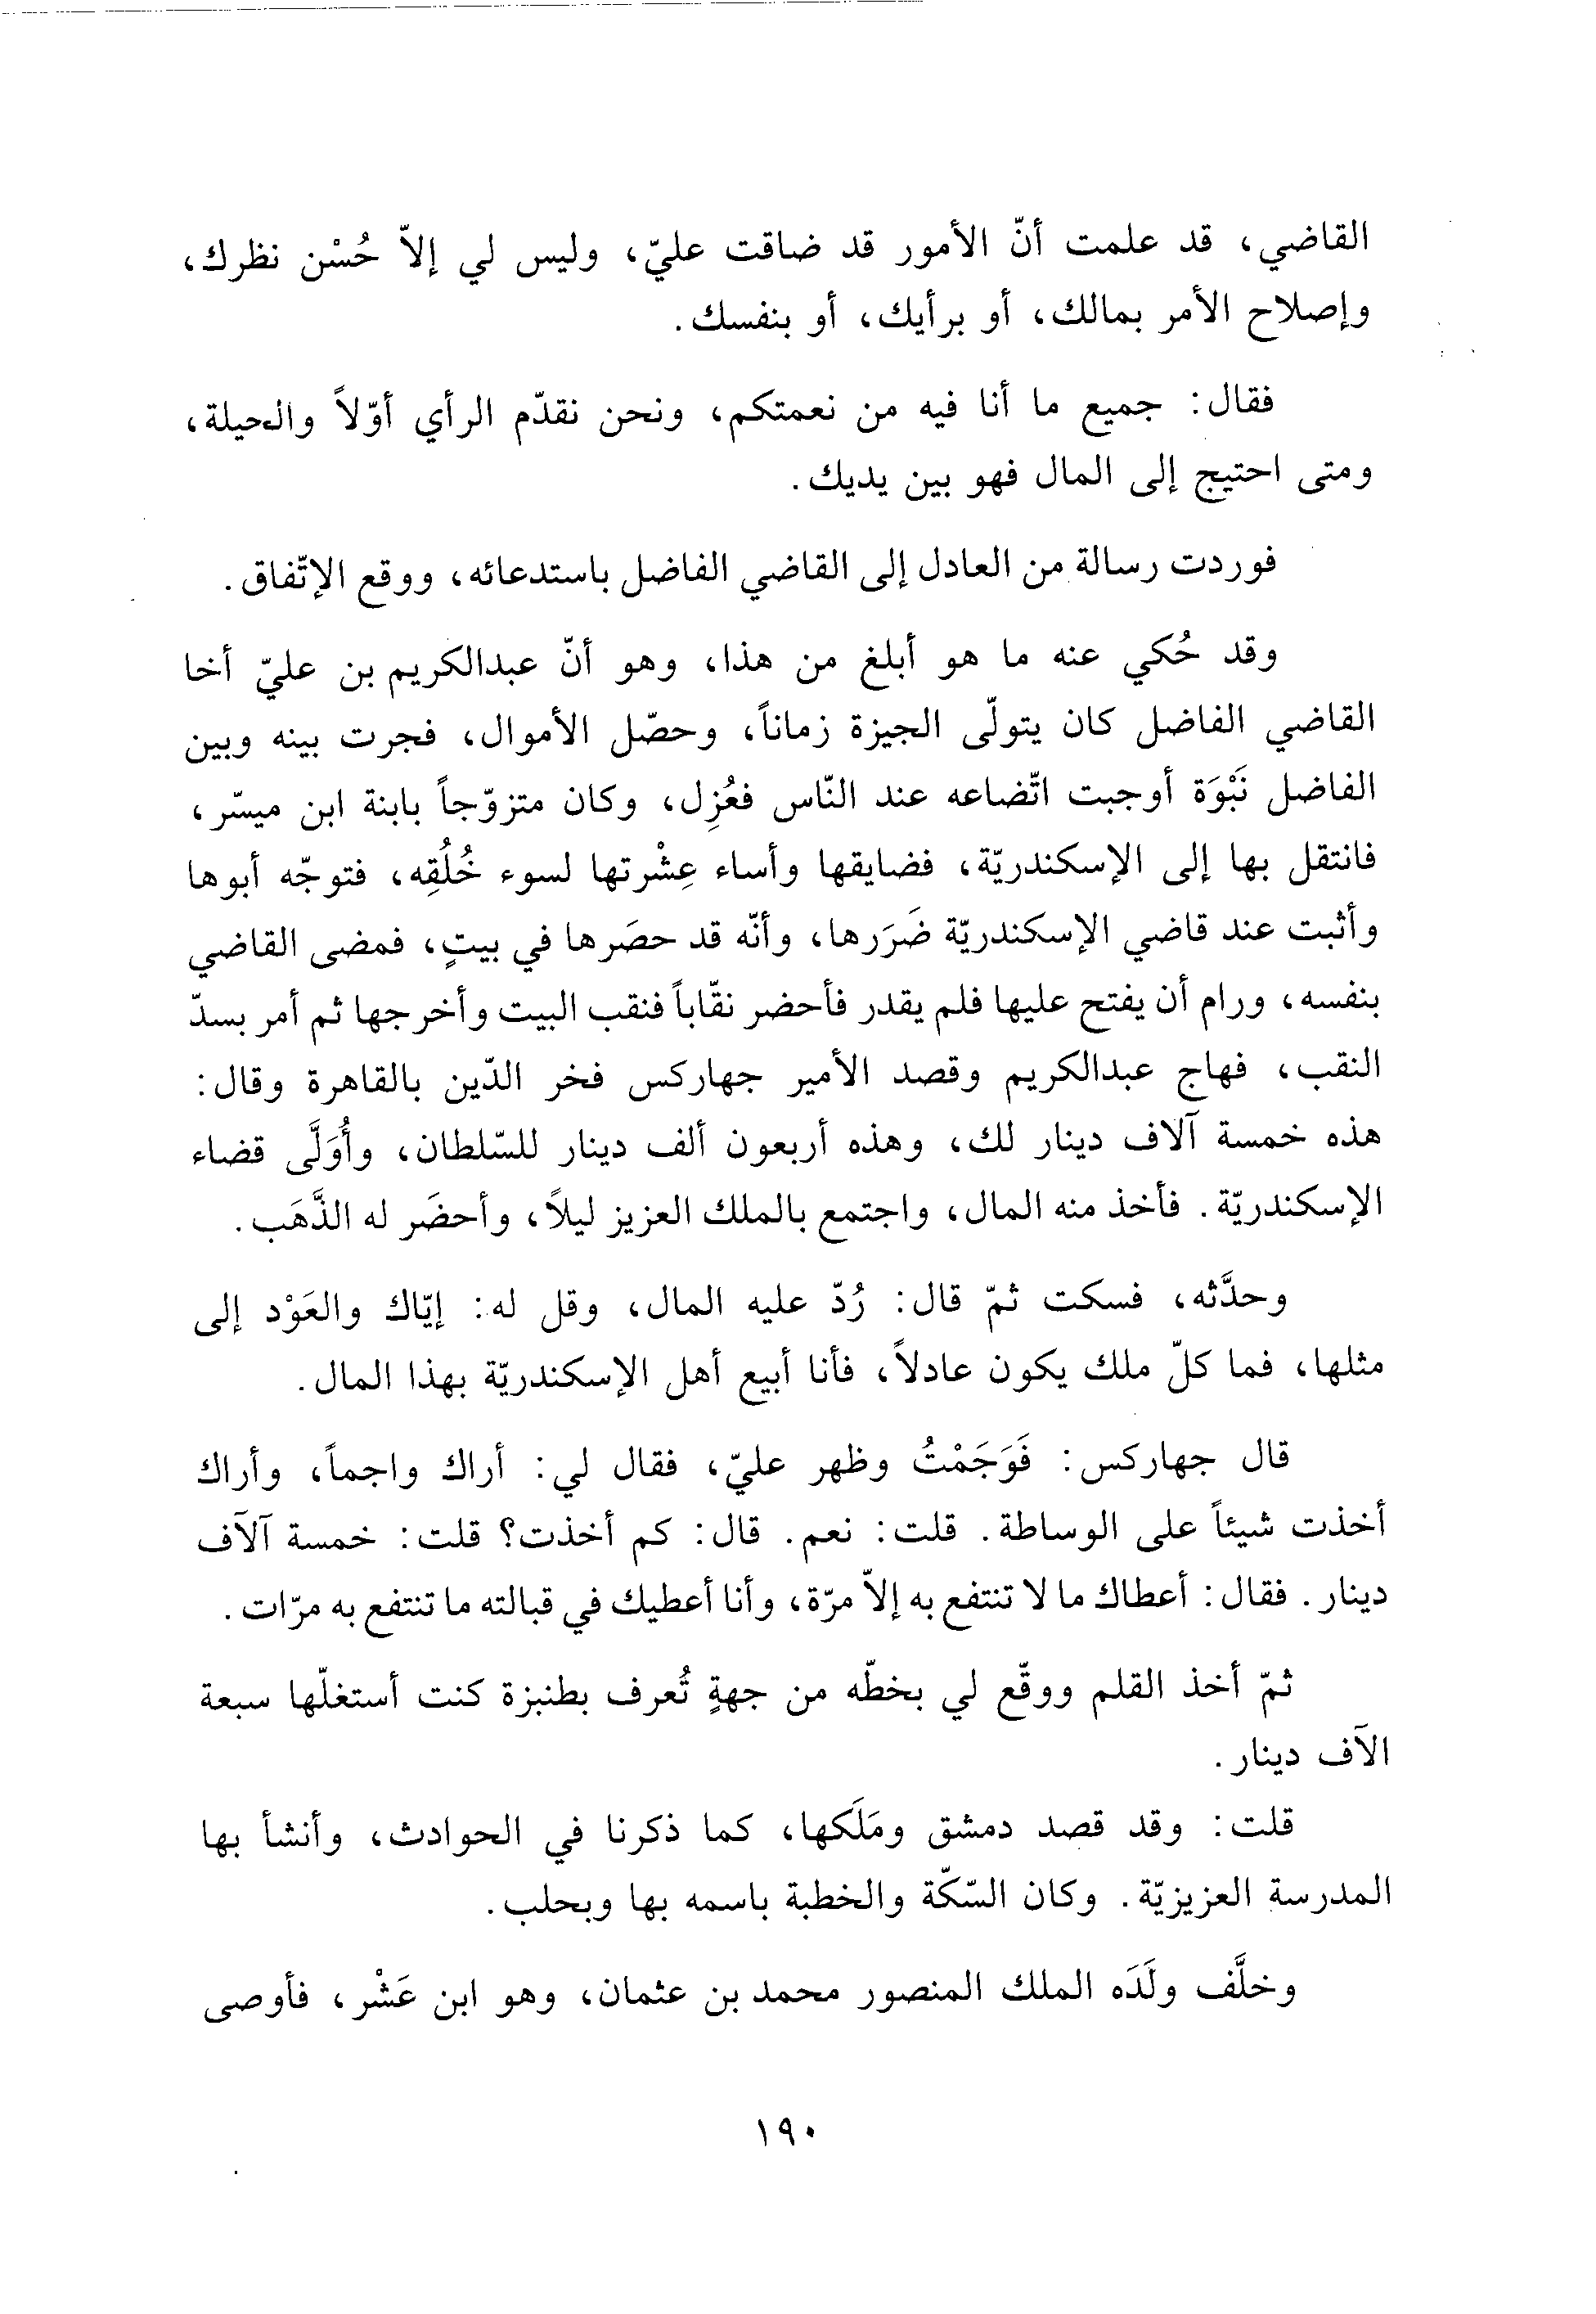 القاضي، قد علمت أنّ الأمور قد ضاقت عليّ، وليس لي إلاّ حُسْن نظرك،
وإصلاح الأمر بمالك، أو برأيك، أو بنفسك.
فقال: جميع ما أنا فيه من نعمتكم، ونحن نقدّم الرأي أوّلاً والحيلة،
ومتى احتيج إلى المال فهو بين يديك.
فوردت رسالة من العادل إلى القاضي الفاضل باستدعائه، ووقع الإتّفاق.
وقد حُكي عنه ما هو أبلغ من هذا، وهو أنّ عبدالكريم بن عليّ أخا
القاضي الفاضل كان يتولّى الجيزة زماناً، وحصّل الأموال، فجرت بينه وبين
الفاضل نَبْوَة أوجبت اتّضاعه عند النّاس فعُزِل، وكان متزوّجاً بابنة ابن ميسّر،
فانتقل بها إلى الإسكندريّة، فضايقها وأساء عِشْرتها لسوء خُلُقِه، فتوجّه أبوها
وأثبت عند قاضي الإسكندريّة ضَرَرها، وأنّه قد حصَرها في بيتٍ، فمضى القاضي
بنفسه، ورام أن يفتح عليها فلم يقدر فأحضر نقّاباً فنقب البيت وأخرجها ثم أمر بسدّ
النقب، فهاج عبدالكريم وقصد الأمير جهاركس فخر الدّين بالقاهرة وقال:
هذه خمسة آلاف دينار لك، وهذه أربعون ألف دينار للسّلطان، وأُوَلَّى قضاء
الإسكندريّة. فأخذ منه المال، واجتمع بالملك العزيز ليلاً، وأحضَر له الذَّهَب.
وحدَّثه، فسكت ثمّ قال: رُدّ عليه المال، وقل له: إيّاك والعَوْد إلى
مثلها، فما كلّ ملك يكون عادلاً، فأنا أبيع أهل الإسكندريّة بهذا المال.
قال جهاركس: فَوَجَمْتُ وظهر عليّ، فقال لي: أراك واجماً، وأراك
أخذت شيئاً على الوساطة. قلت: نعم. قال: كم أخذت؟ قلت: خمسة آلآف
دينار. فقال: أعطاك ما لا تنتفع به إلاّ مرّة، وأنا أعطيك في قبالته ما تنتفع به مرّات.
ثمّ أخذ القلم ووقّع لي بخطّه من جهةٍ تُعرف بطنبزة كنت أستغلّها سبعة
الآف دينار.
قلت: وقد قصد دمشق ومَلَكها، كما ذكرنا في الحوادث، وأنشأ بها
المدرسة العزيزيّة. وكان السّكّة والخطبة باسمه بها وبحلب.
وخلَّف ولَدَه الملك المنصور محمد بن عثمان، وهو ابن عَشْر، فأوصى
١٩٠